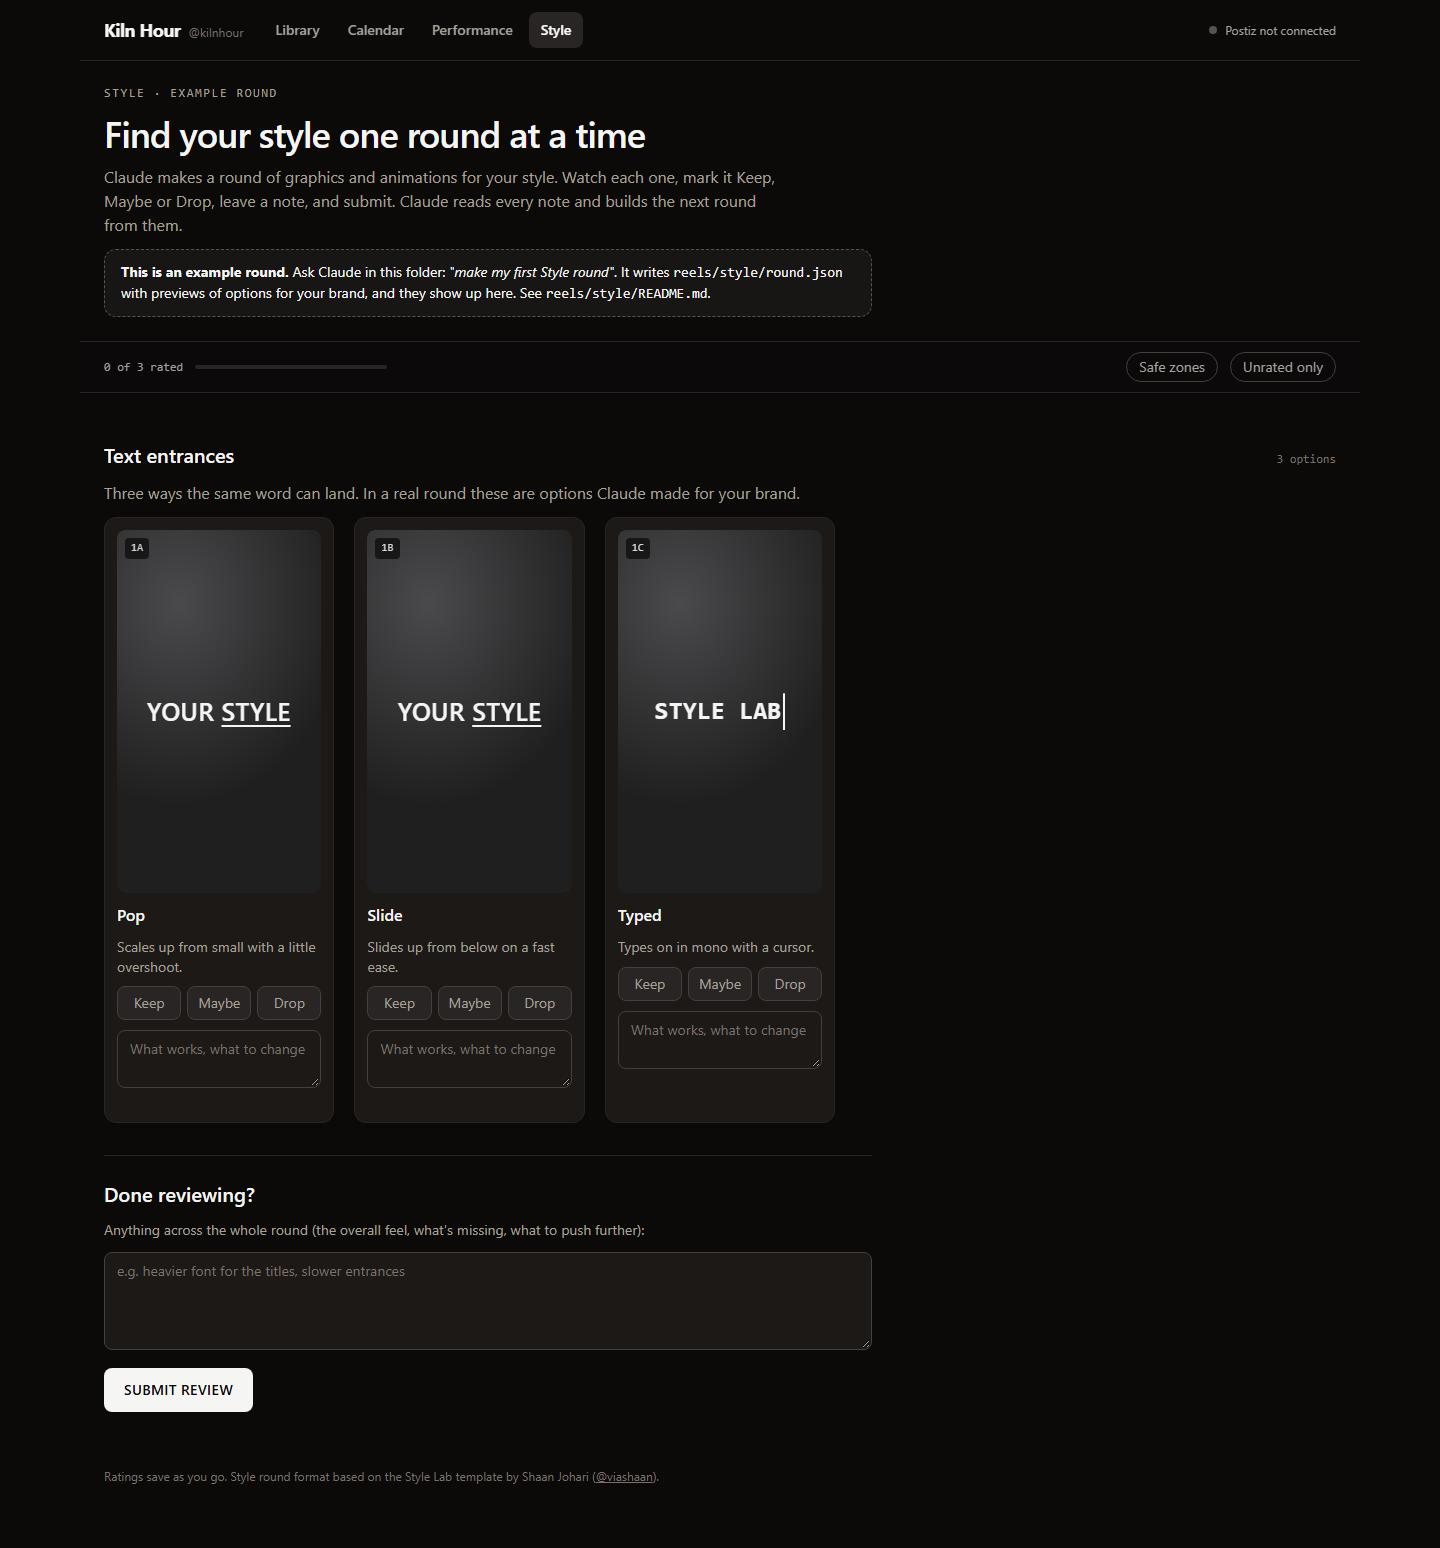 Kiln Hour @kilnhour Library Calendar Performance Style Postiz not connected
STYLE · EXAMPLE ROUND
Find your style one round at a time
Claude makes a round of graphics and animations for your style. Watch each one, mark it Keep,
Maybe or Drop, leave a note, and submit. Claude reads every note and builds the next round
from them.
This is an example round. Ask Claude in this folder: "make my first Style round". It writes reels/style/round.json
with previews of options for your brand, and they show up here. See reels/style/README.md.
0 of 3 rated Safe zones Unrated only
Text entrances 3 options
Three ways the same word can land. In a real round these are options Claude made for your brand.
1A
YOUR STYLE
Pop
Scales up from small with a little
overshoot.
Keep Maybe Drop
What works, what to change
1B
YOUR STYLE
Slide
Slides up from below on a fast
ease.
Keep Maybe Drop
What works, what to change
1C
STYLE LAB
Typed
Types on in mono with a cursor.
Keep Maybe Drop
What works, what to change
Done reviewing?
Anything across the whole round (the overall feel, what's missing, what to push further):
e.g. heavier font for the titles, slower entrances
SUBMIT REVIEW
Ratings save as you go. Style round format based on the Style Lab template by Shaan Johari (@viashaan).